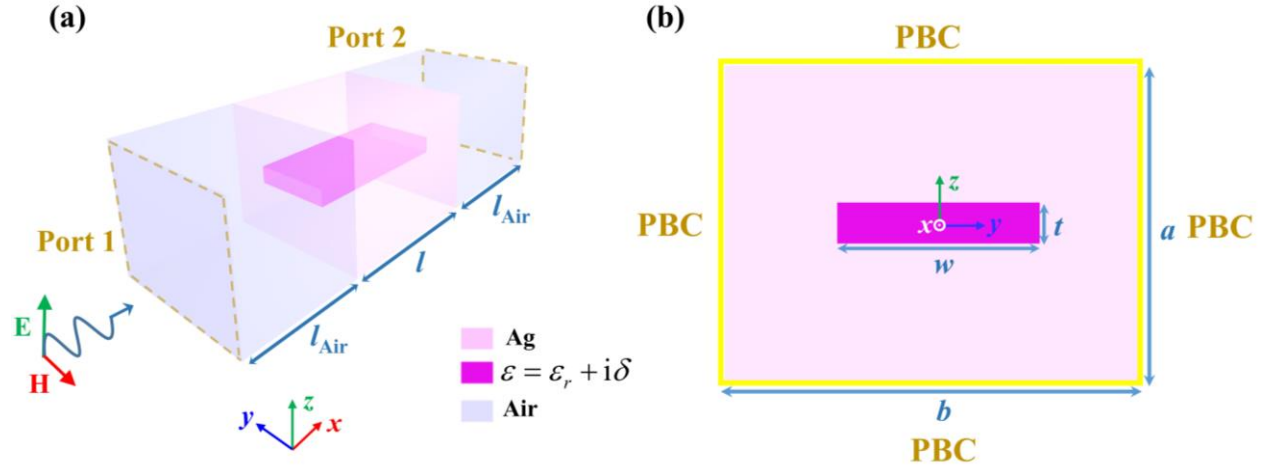 (a)
Port 2
Port 1
l_Air
l
l_Air
E
H
Ag
ε = ε_r + iδ
Air
z
y
x
(b)
PBC
PBC
z
x
y
t
w
a
PBC
b
PBC